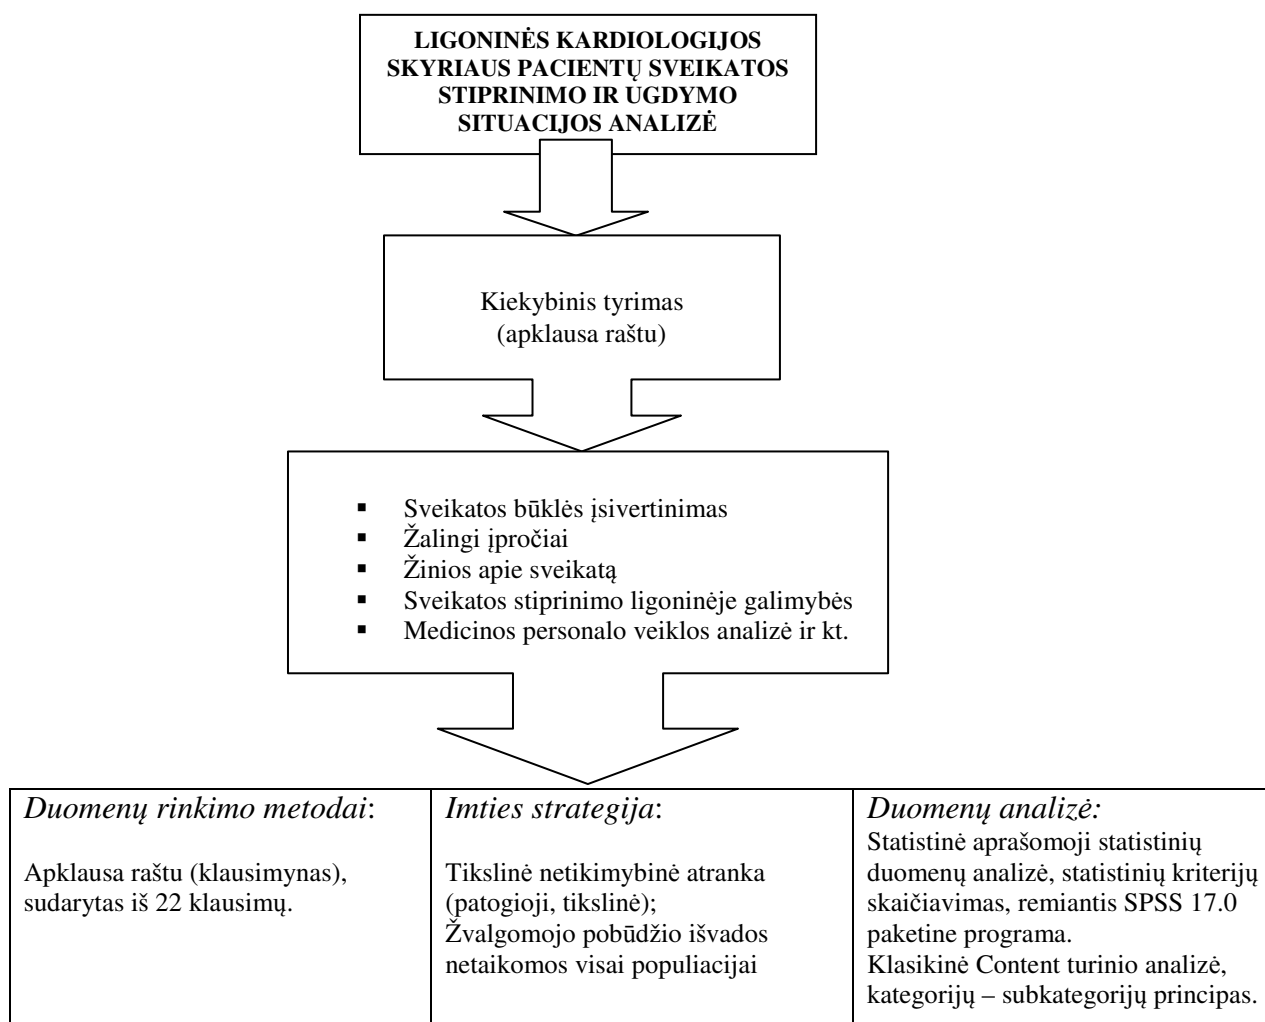 LIGONINĖS KARDIOLOGIJOS
SKYRIAUS PACIENTŲ SVEIKATOS
STIPRINIMO IR UGDYMO
SITUACIJOS ANALIZĖ
Kiekybinis tyrimas
(apklausa raštu)
▪ Sveikatos būklės įsivertinimas
▪ Žalingi įpročiai
▪ Žinios apie sveikatą
▪ Sveikatos stiprinimo ligoninėje galimybės
▪ Medicinos personalo veiklos analizė ir kt.
Duomenų rinkimo metodai:
Apklausa raštu (klausimynas),
sudarytas iš 22 klausimų.
Imties strategija:
Tikslinė netikimybinė atranka
(patogioji, tikslinė);
Žvalgomojo pobūdžio išvados
netaikomos visai populiacijai
Duomenų analizė:
Statistinė aprašomoji statistinių
duomenų analizė, statistinių kriterijų
skaičiavimas, remiantis SPSS 17.0
paketine programa.
Klasikinė Content turinio analizė,
kategorijų – subkategorijų principas.